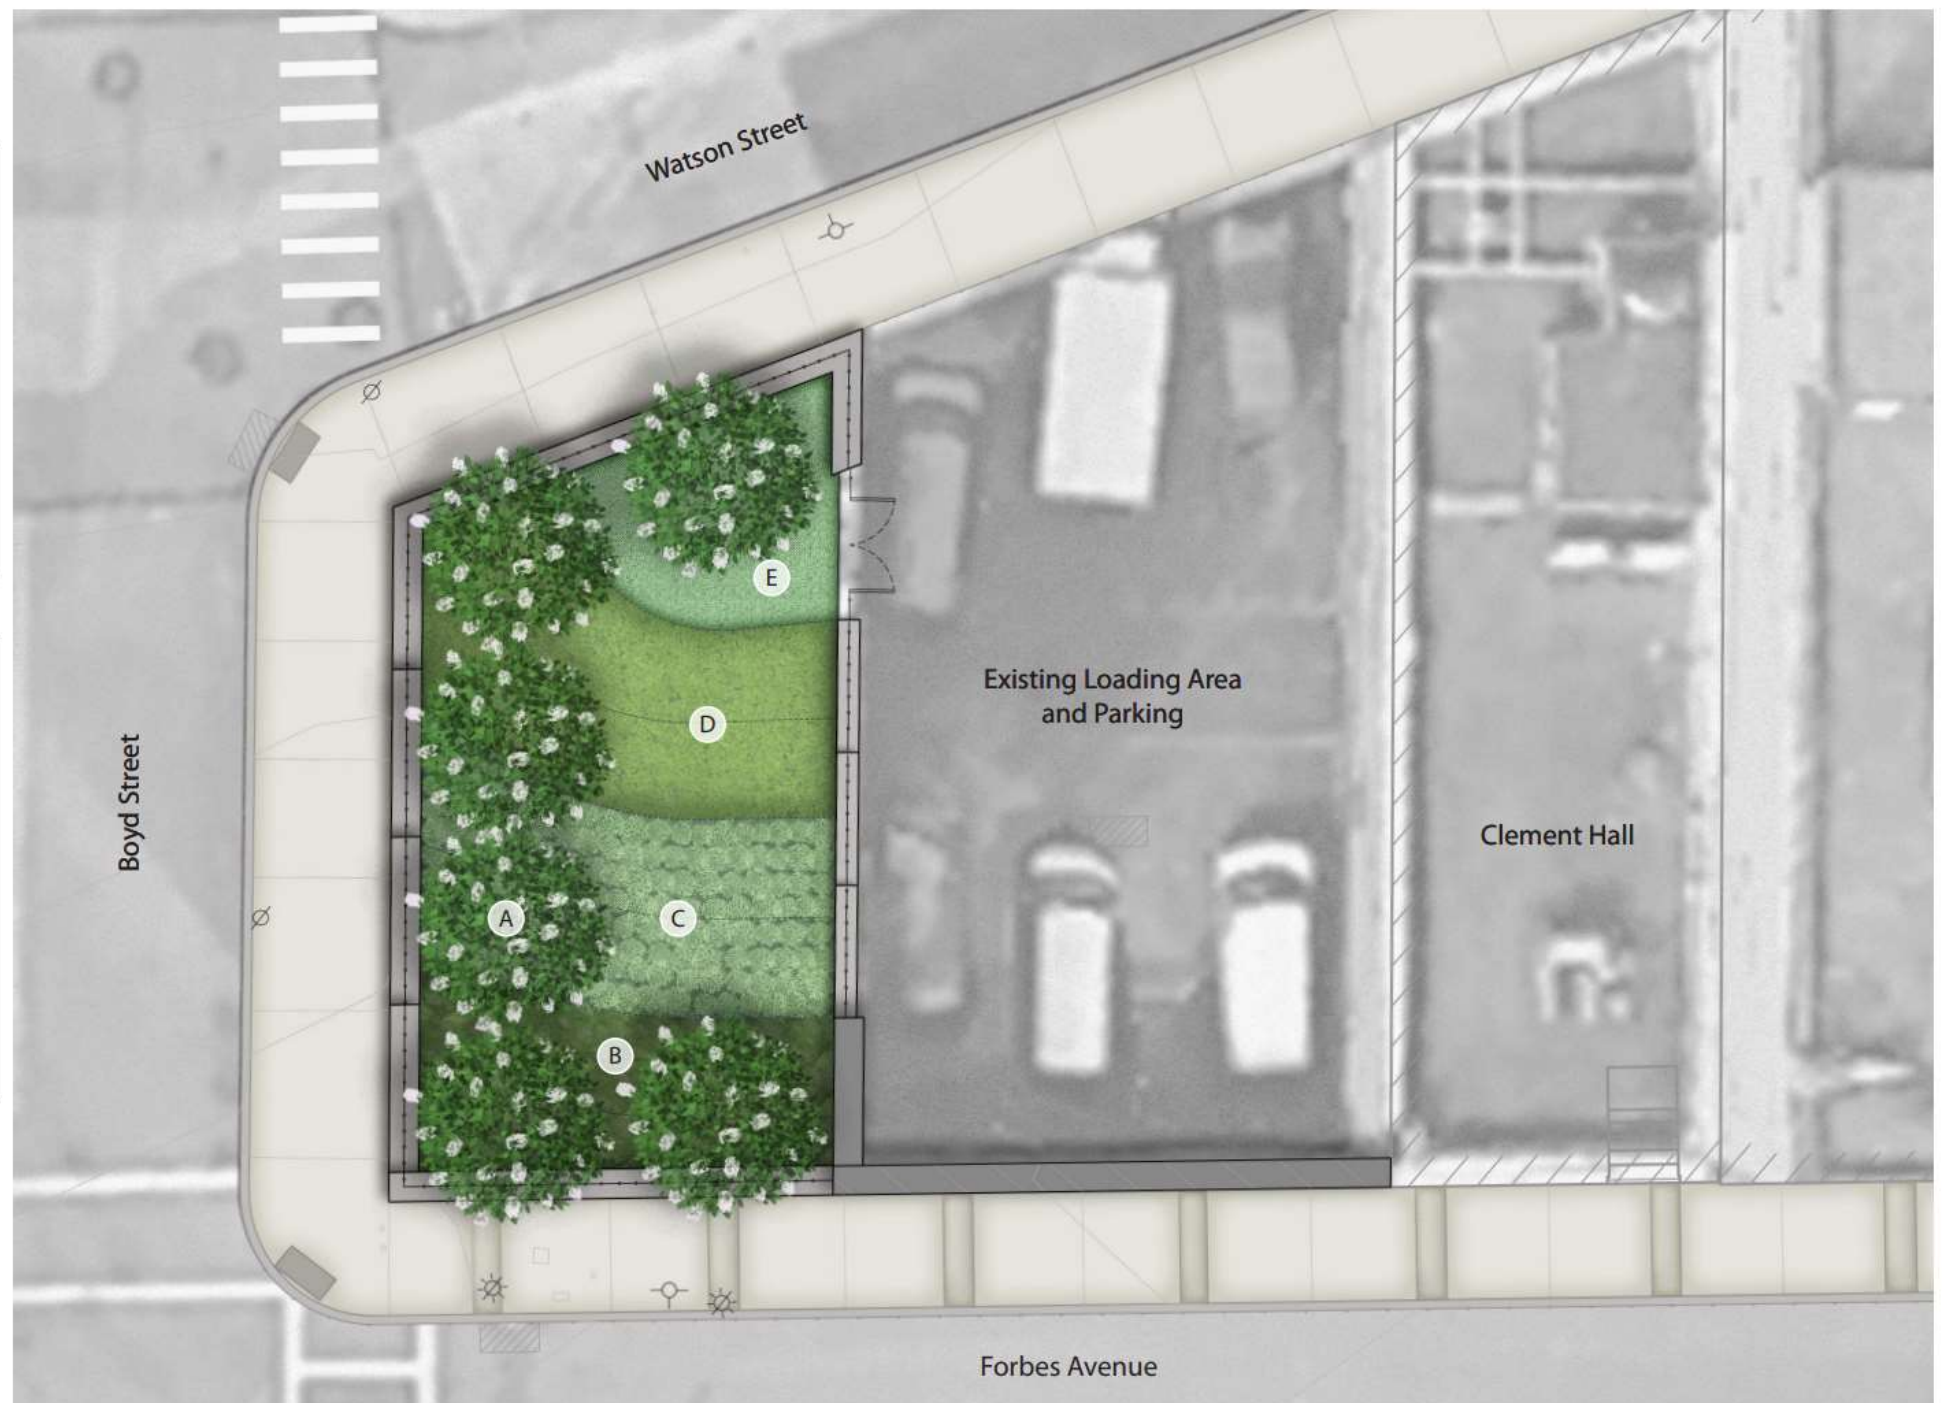 Watson Street
E
Existing Loading Area
and Parking
D
Boyd Street
Clement Hall
A
C
B
Forbes Avenue